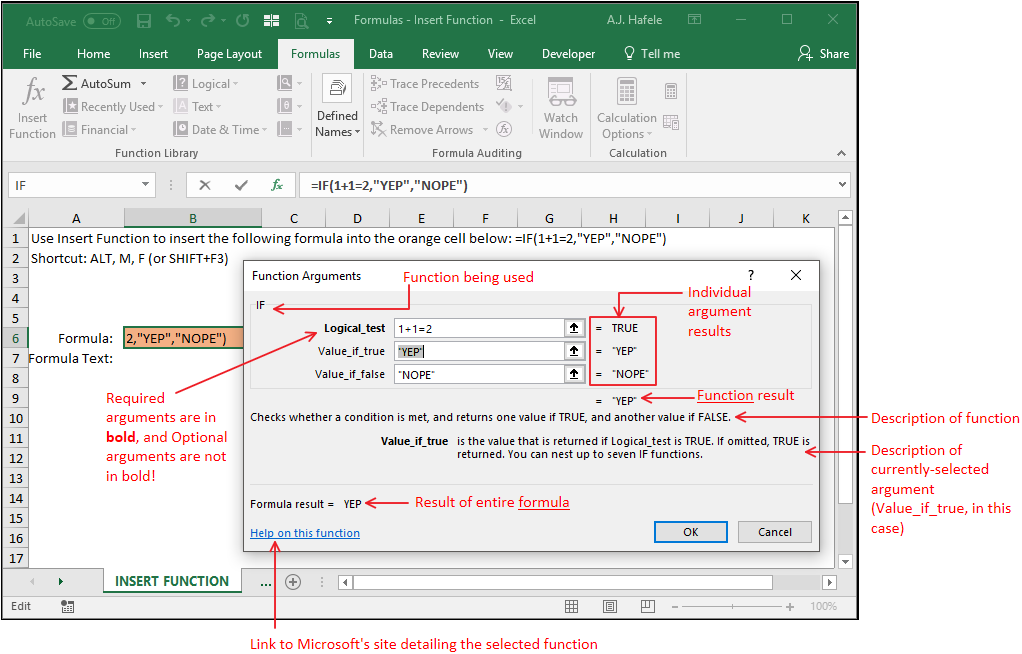 AutoSave Off Formulas - Insert Function - Excel A.J. Hafele
File Home Insert Page Layout Formulas Data Review View Developer Tell me Share
fx Insert Function
Σ AutoSum
Recently Used
Financial
Logical
Text
Date & Time
Function Library
Defined Names
Trace Precedents
Trace Dependents
Remove Arrows
fx
Formula Auditing
Watch Window
Calculation Options
Calculation
IF fx =IF(1+1=2,"YEP","NOPE")
A B C D E F G H I J K
1 Use Insert Function to insert the following formula into the orange cell below: =IF(1+1=2,"YEP","NOPE")
2 Shortcut: ALT, M, F (or SHIFT+F3)
3
4
5
6 Formula: 2,"YEP","NOPE")
7 Formula Text:
8
9
10
11
12
13
14
15
16
17
Function Arguments ?
Function being used
IF
Individual
argument
results
Logical_test 1+1=2 = TRUE
Value_if_true "YEP" = "YEP"
Value_if_false "NOPE" = "NOPE"
= "YEP" Function result
Required
arguments are in
bold, and Optional
arguments are not
in bold!
Checks whether a condition is met, and returns one value if TRUE, and another value if FALSE.
Description of function
Value_if_true is the value that is returned if Logical_test is TRUE. If omitted, TRUE is
returned. You can nest up to seven IF functions.
Description of
currently-selected
argument
(Value_if_true, in this
case)
Formula result = YEP Result of entire formula
Help on this function OK Cancel
INSERT FUNCTION ...
Edit 100%
Link to Microsoft's site detailing the selected function